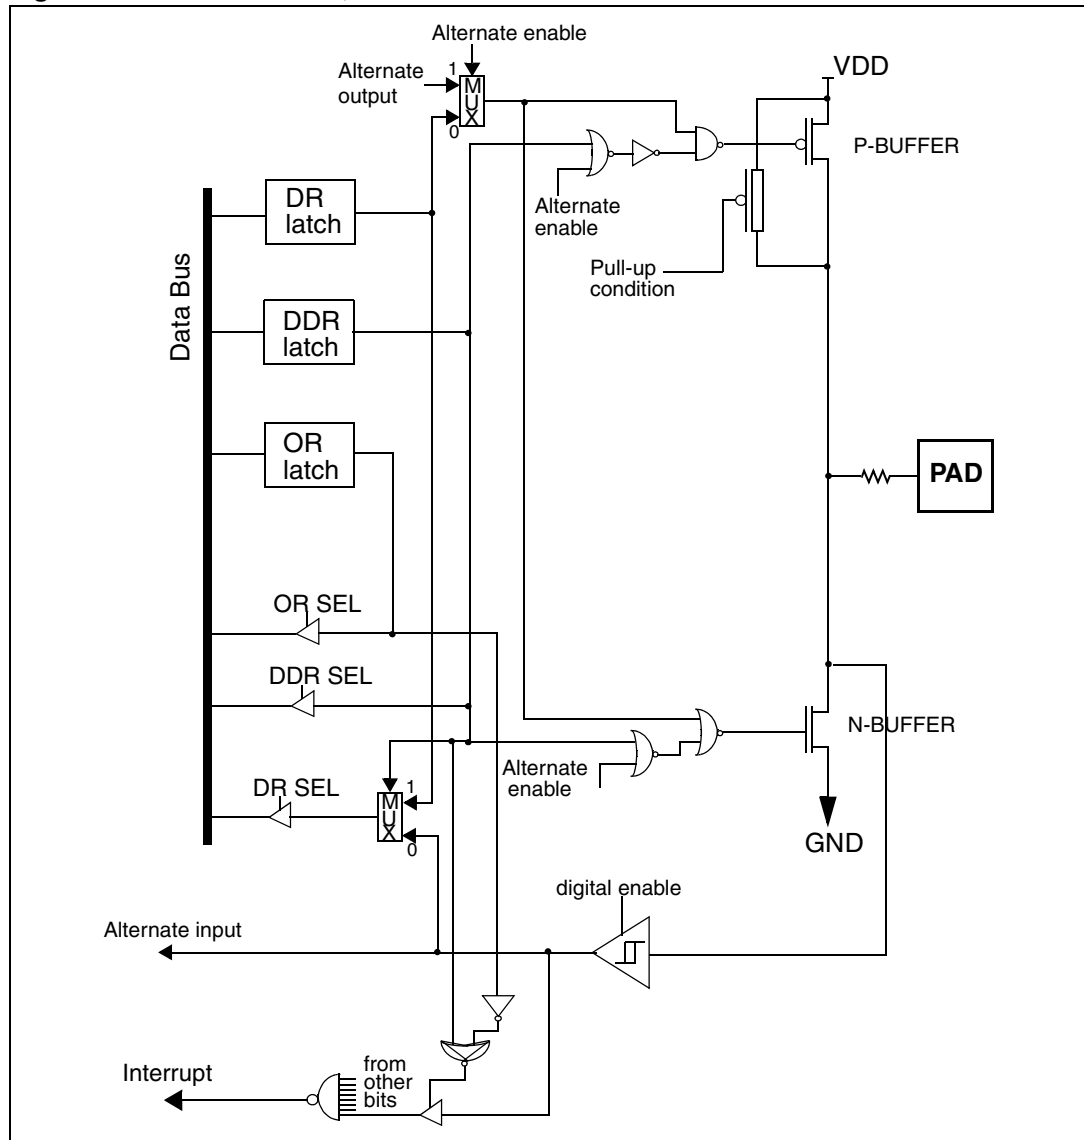 Alternate enable
1
Alternate
output
MUX
0
VDD
P-BUFFER
DR
latch
Alternate
enable
Pull-up
condition
Data Bus
DDR
latch
OR
latch
PAD
OR SEL
DDR SEL
N-BUFFER
Alternate
enable
DR SEL
1
MUX
0
GND
digital enable
Alternate input
from
other
bits
Interrupt